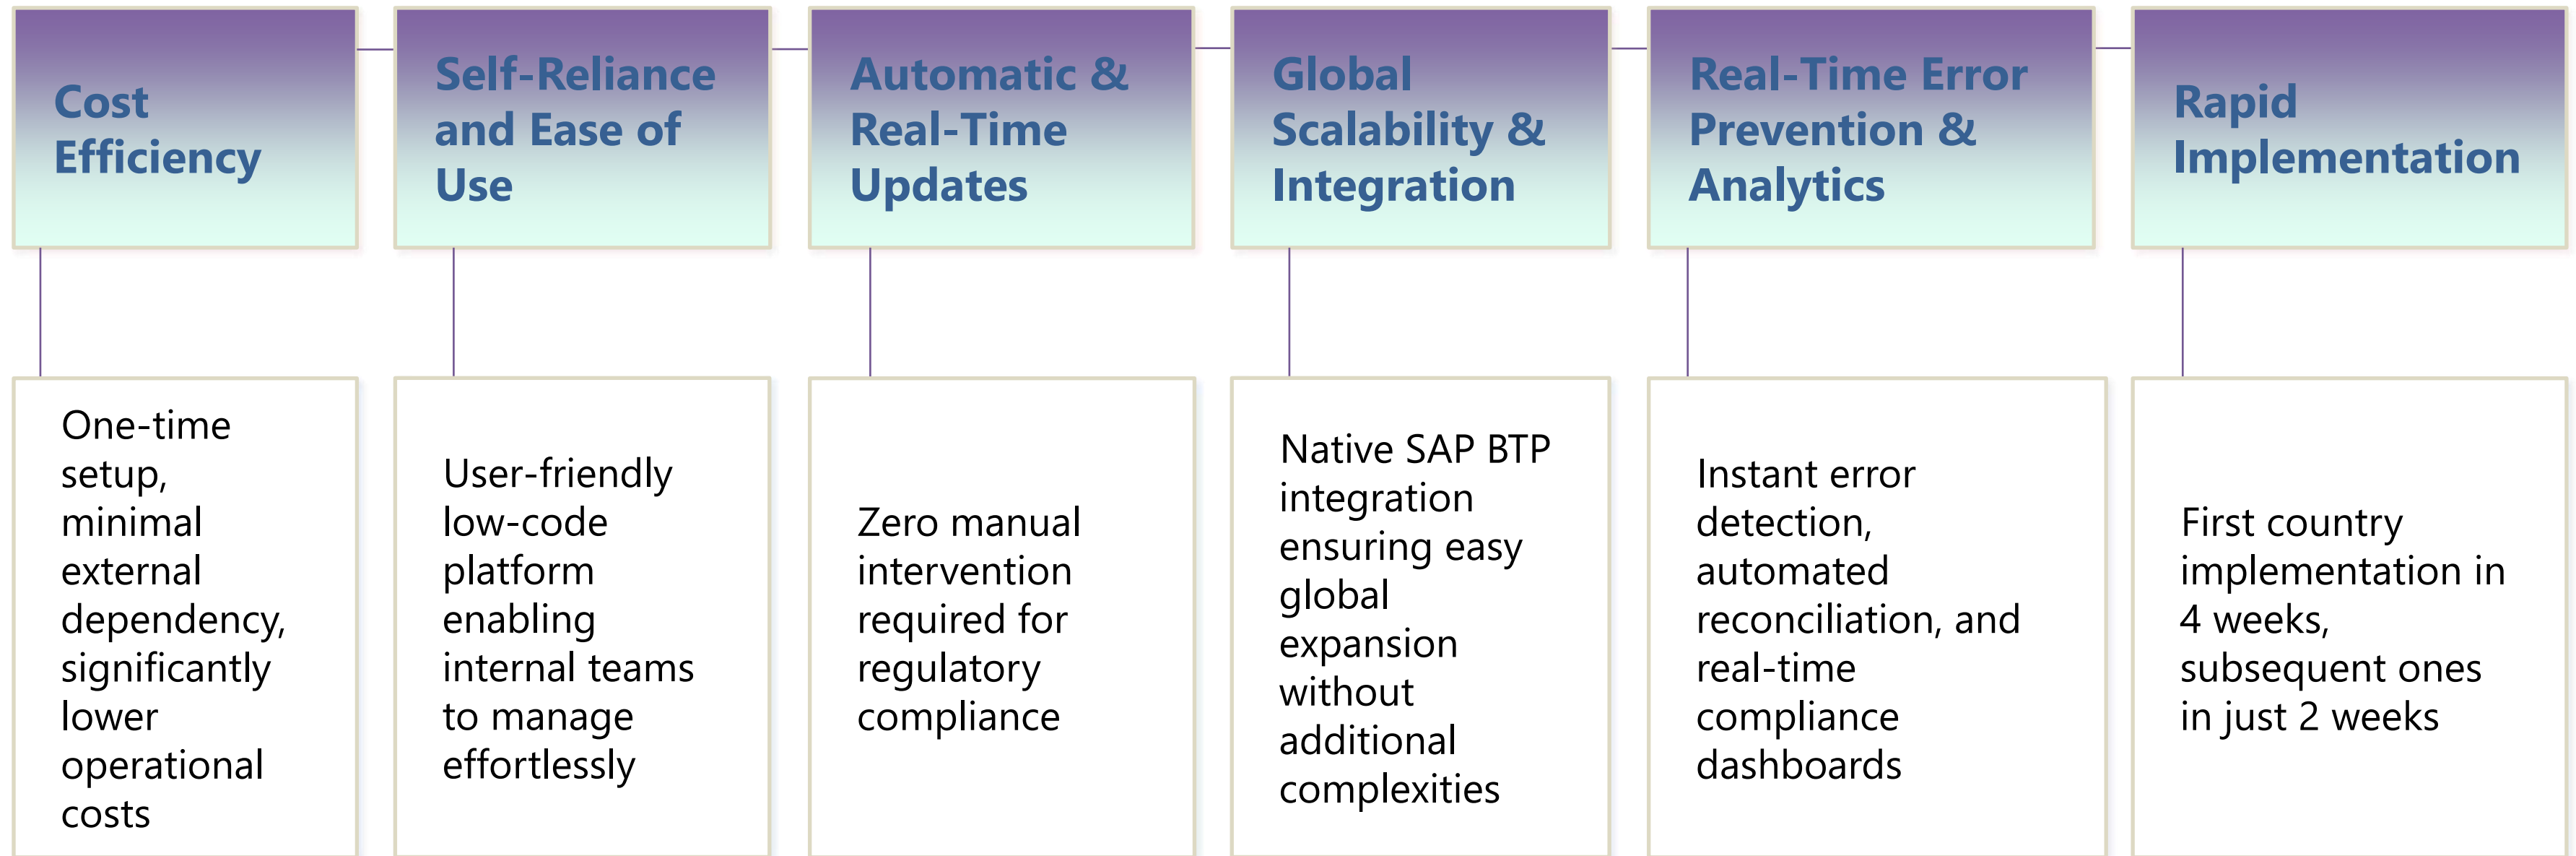 Cost
Efficiency
Self-Reliance
and Ease of
Use
Automatic &
Real-Time
Updates
Global
Scalability &
Integration
Real-Time Error
Prevention &
Analytics
Rapid
Implementation
One-time
setup,
minimal
external
dependency,
significantly
lower
operational
costs
User-friendly
low-code
platform
enabling
internal teams
to manage
effortlessly
Zero manual
intervention
required for
regulatory
compliance
Native SAP BTP
integration
ensuring easy
global
expansion
without
additional
complexities
Instant error
detection,
automated
reconciliation, and
real-time
compliance
dashboards
First country
implementation in
4 weeks,
subsequent ones
in just 2 weeks